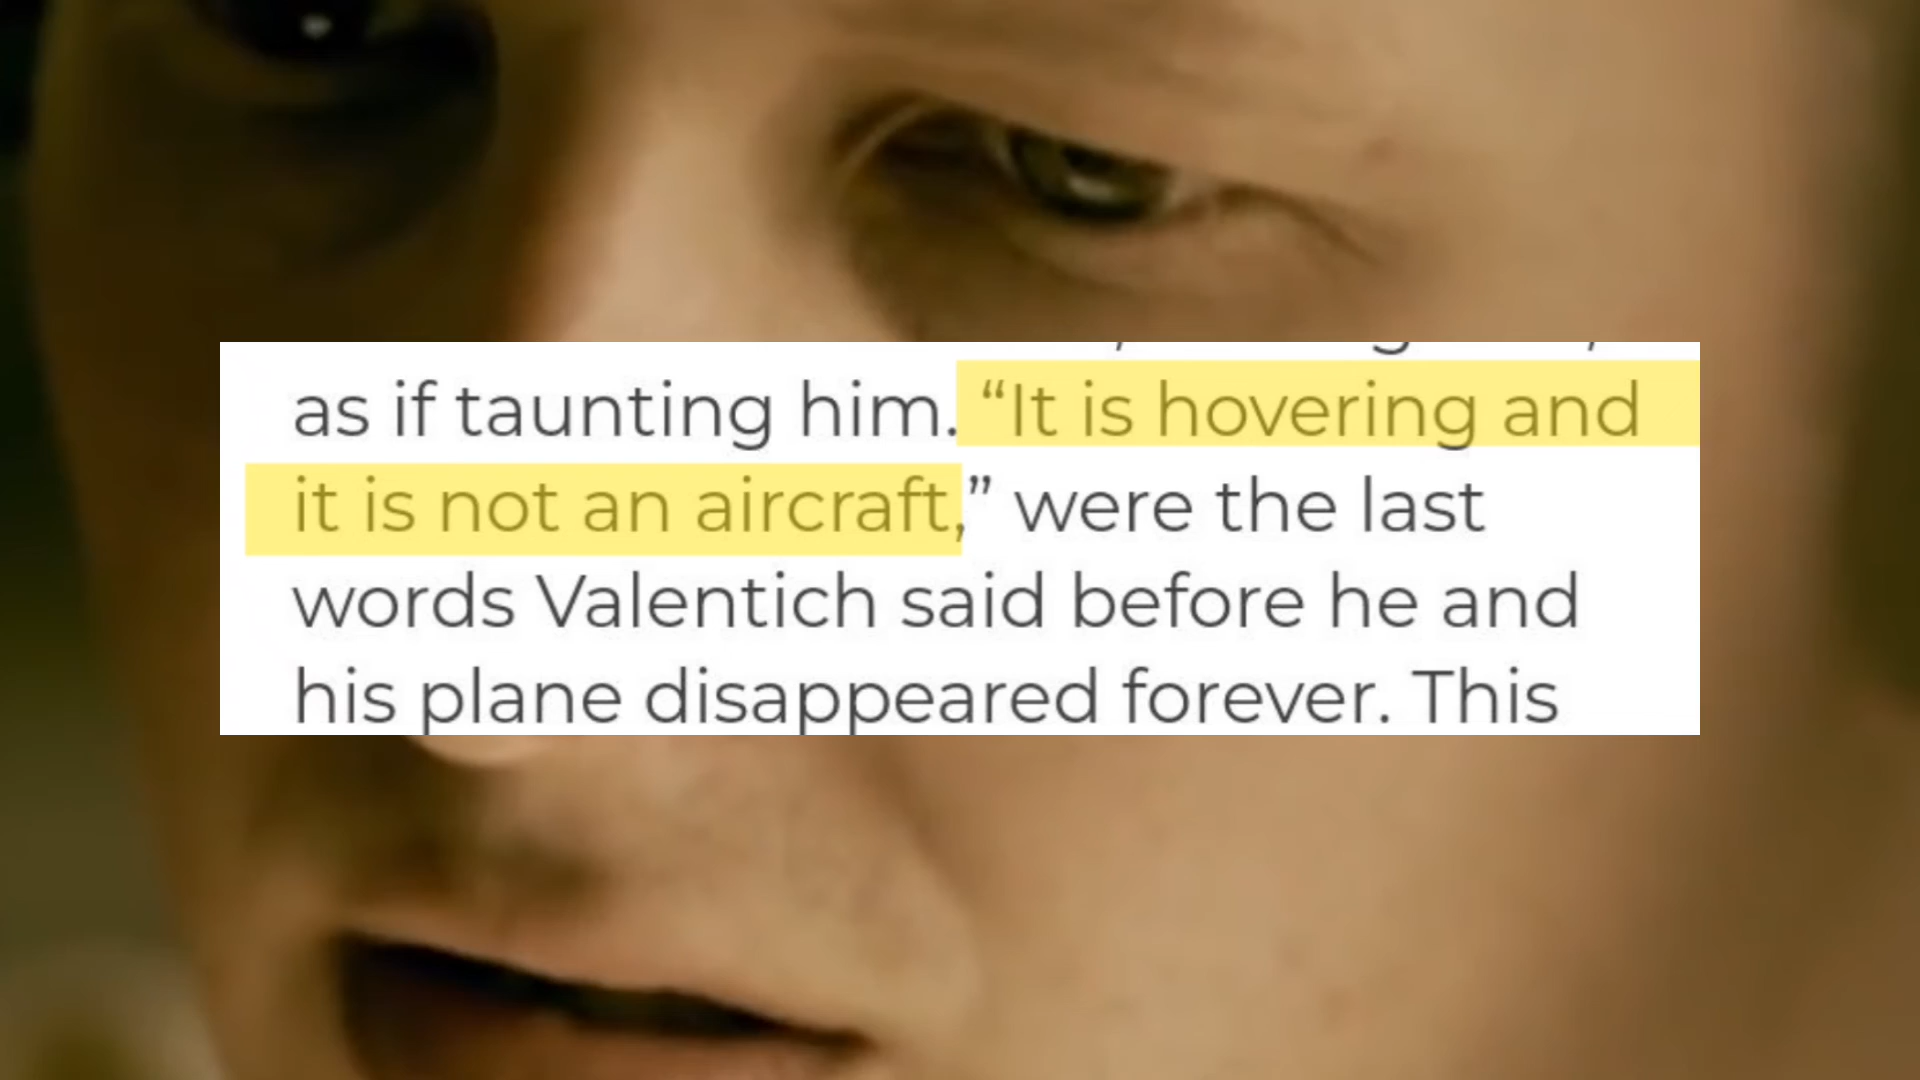 as if taunting him. “It is hovering and
it is not an aircraft,” were the last
words Valentich said before he and
his plane disappeared forever. This